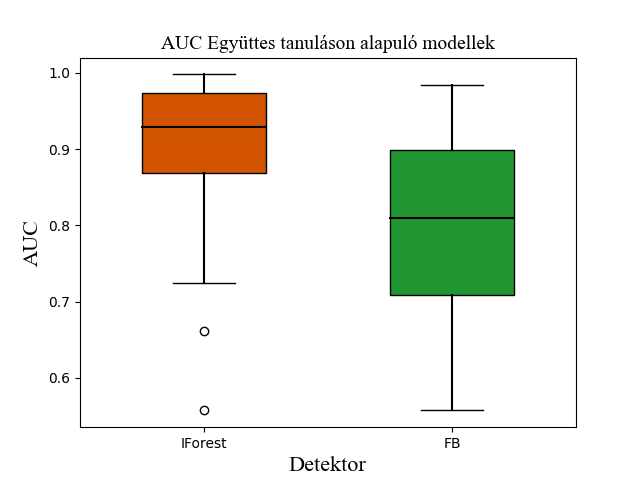 AUC Együttes tanuláson alapuló modellek
1.0
0.9
0.8
0.7
0.6
AUC
IForest FB
Detektor